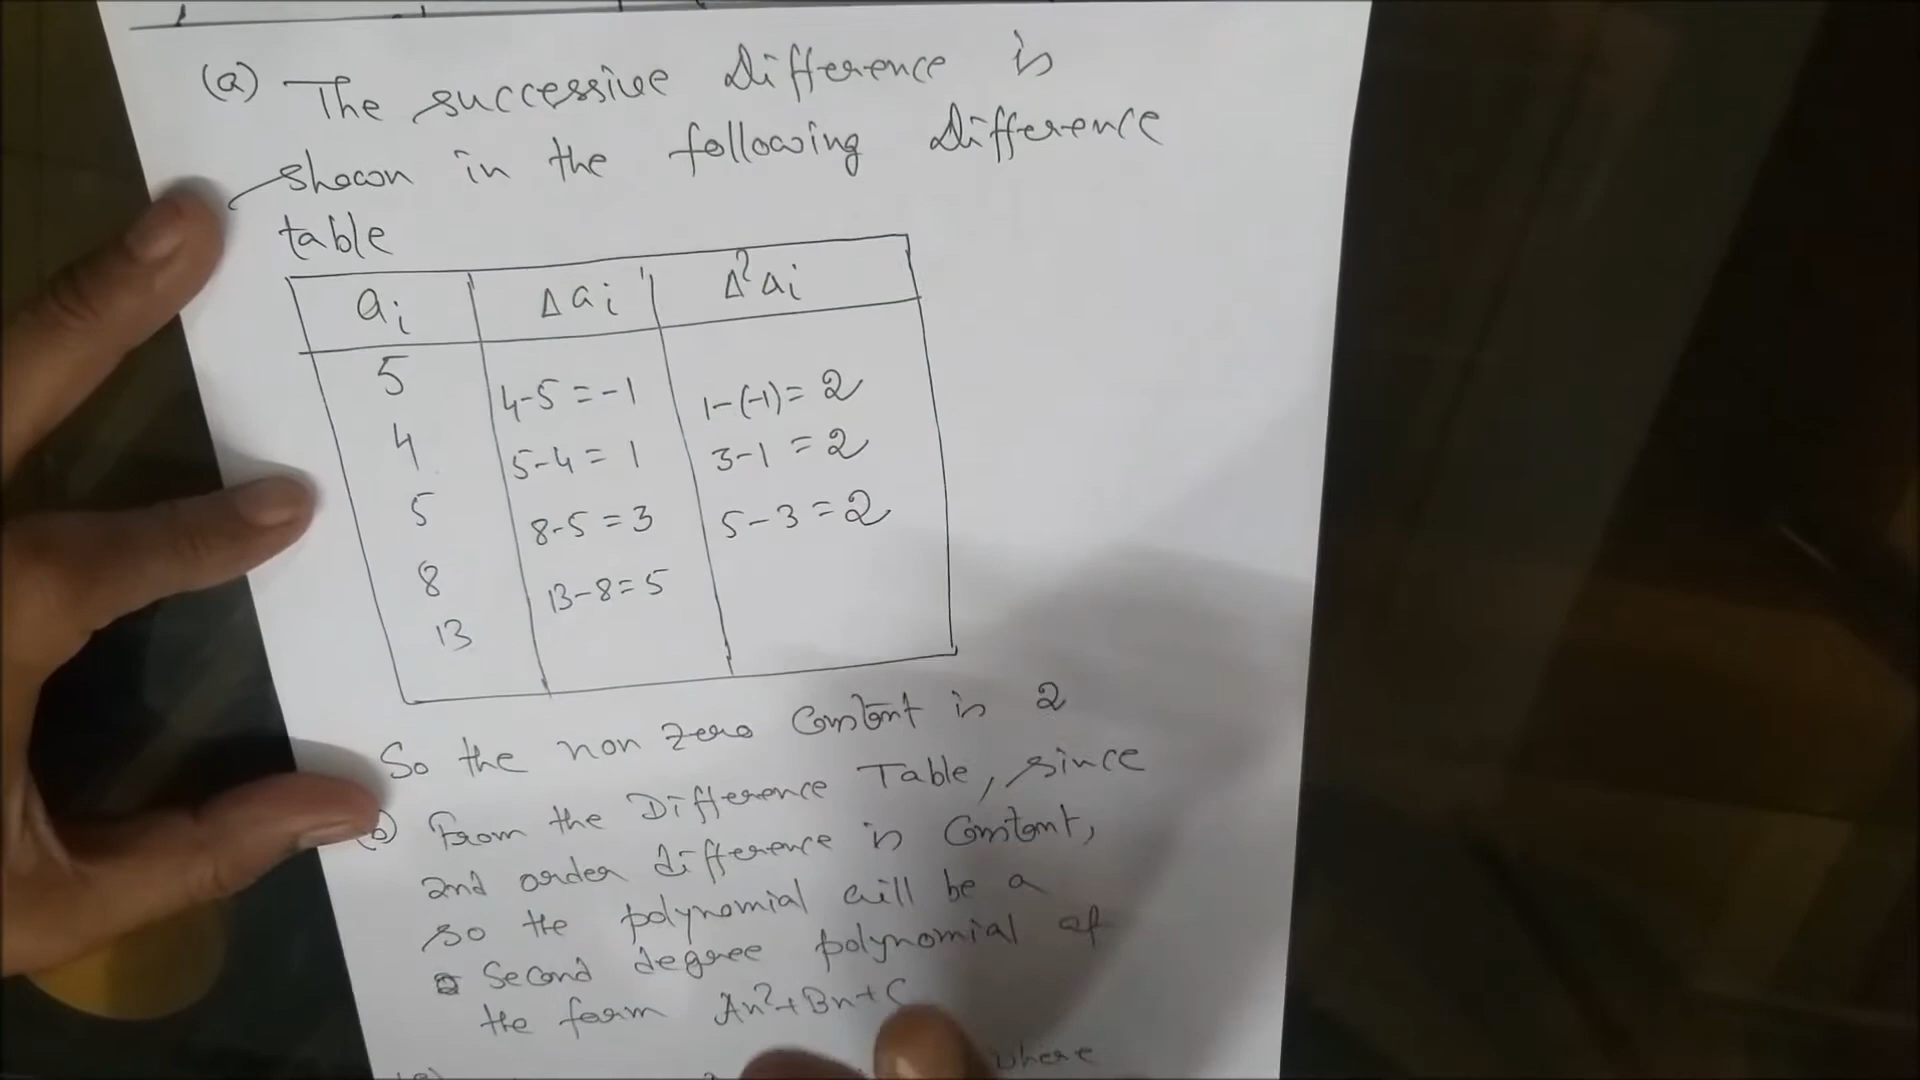 (a) The successive difference is
shown in the following difference
table
ai Δai Δ²ai
5 4-5=-1 1-(-1)=2
4 5-4=1 3-1=2
5 8-5=3 5-3=2
8 13-8=5
13
So the non zero constant is 2
(b) From the Difference Table, since
2nd order difference is constant,
so the polynomial will be a
second degree polynomial of
the form An²+Bn+C
where